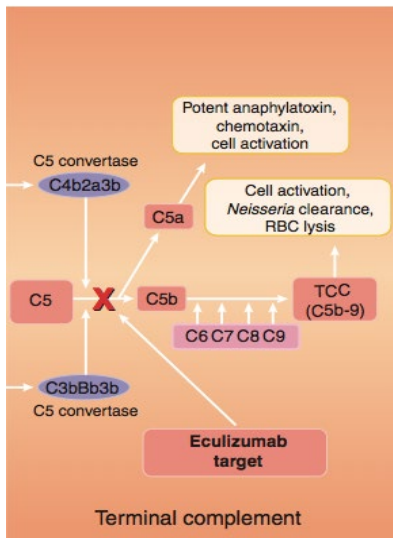 Potent anaphylatoxin,
chemotaxin,
cell activation
C5 convertase
C4b2a3b
Cell activation,
Neisseria clearance,
RBC lysis
C5a
C5
X
C5b
TCC
(C5b-9)
C6 C7 C8 C9
C3bBb3b
C5 convertase
Eculizumab
target
Terminal complement